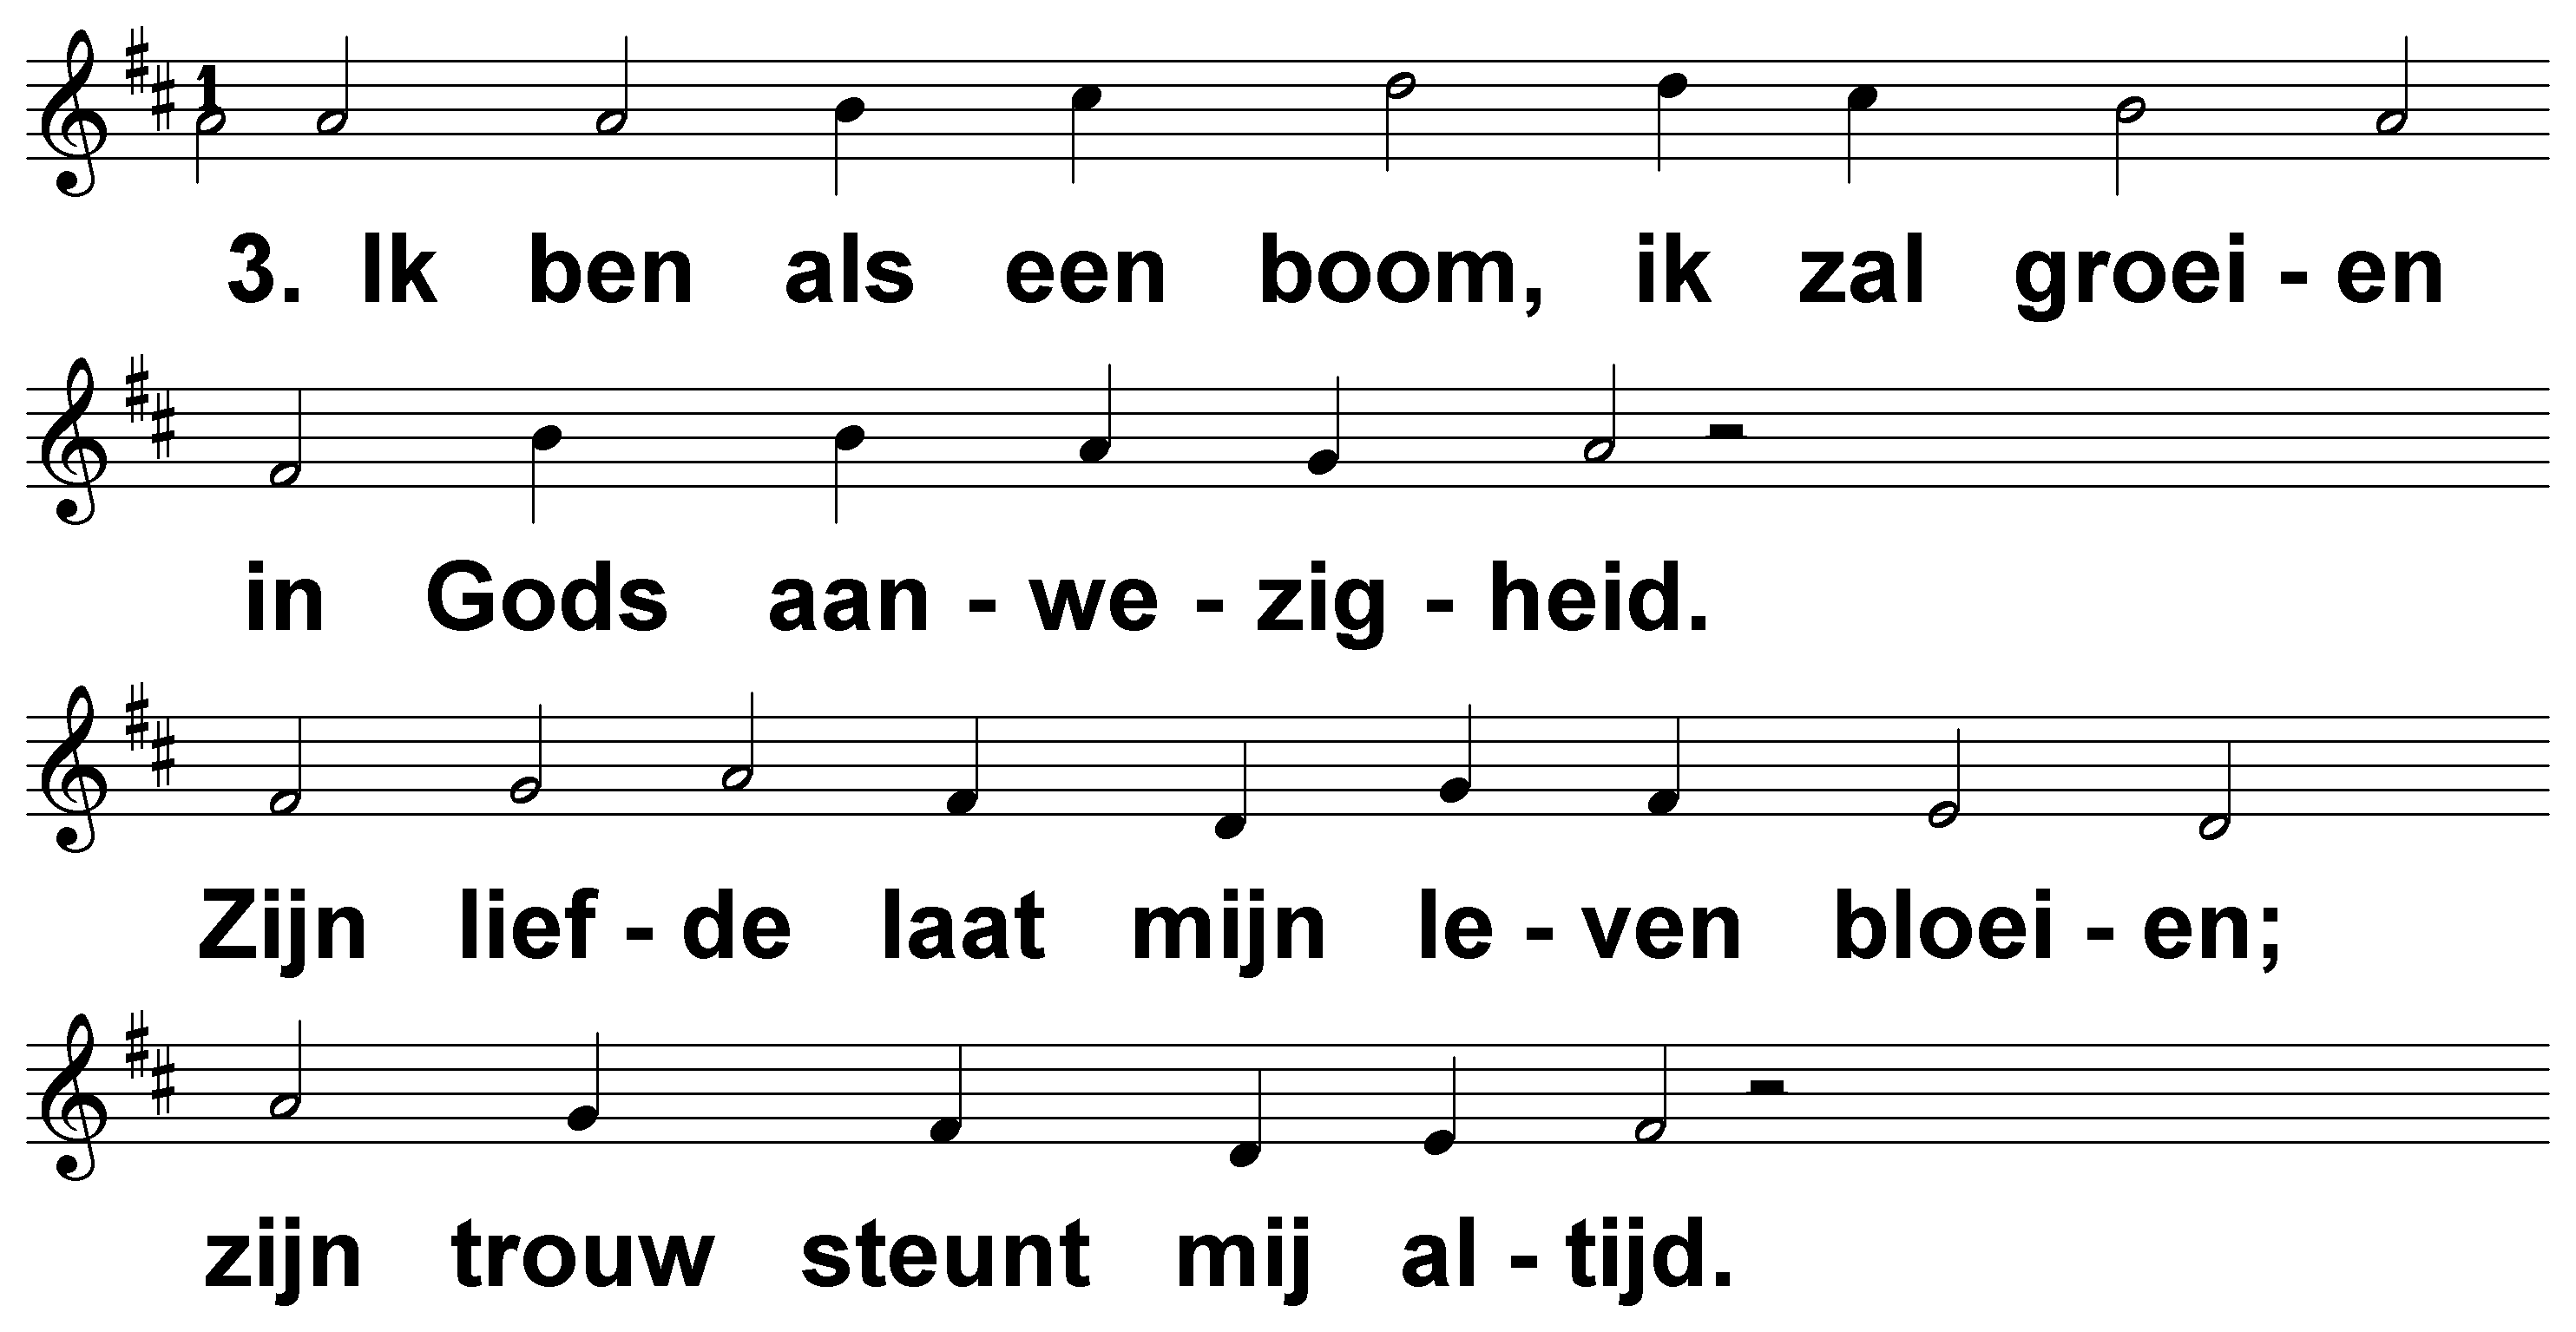 3. Ik ben als een boom, ik zal groei - en
in Gods aan - we - zig - heid.
Zijn lief - de laat mijn le - ven bloei - en;
zijn trouw steunt mij al - tijd.